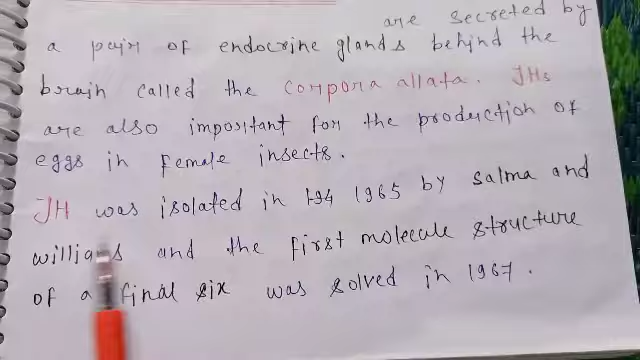 are secreted by
a pair of endocrine glands behind the
brain called the corpora allata. JHs
are also important for the production of
eggs in female insects.
JH was isolated in 1965 by Salma and
williams and the first molecule structure
of a final six was solved in 1967.